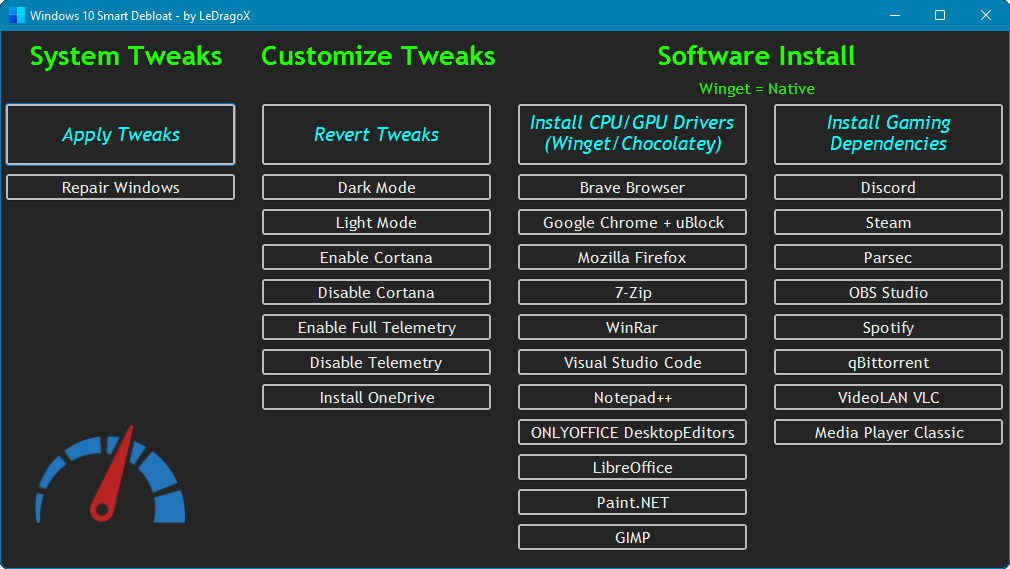 Windows 10 Smart Debloat - by LeDragoX
System Tweaks
Apply Tweaks
Repair Windows
Customize Tweaks
Revert Tweaks
Dark Mode
Light Mode
Enable Cortana
Disable Cortana
Enable Full Telemetry
Disable Telemetry
Install OneDrive
Software Install
Winget = Native
Install CPU/GPU Drivers
(Winget/Chocolatey)
Brave Browser
Google Chrome + uBlock
Mozilla Firefox
7-Zip
WinRar
Visual Studio Code
Notepad++
ONLYOFFICE DesktopEditors
LibreOffice
Paint.NET
GIMP
Install Gaming
Dependencies
Discord
Steam
Parsec
OBS Studio
Spotify
qBittorrent
VideoLAN VLC
Media Player Classic